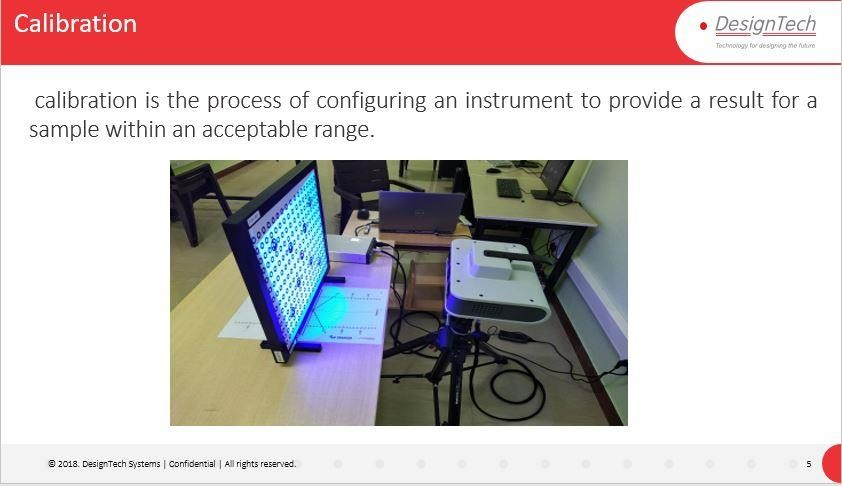 Calibration
DesignTech
Technology for designing the future
calibration is the process of configuring an instrument to provide a result for a
sample within an acceptable range.
© 2018. DesignTech Systems | Confidential | All rights reserved.
5